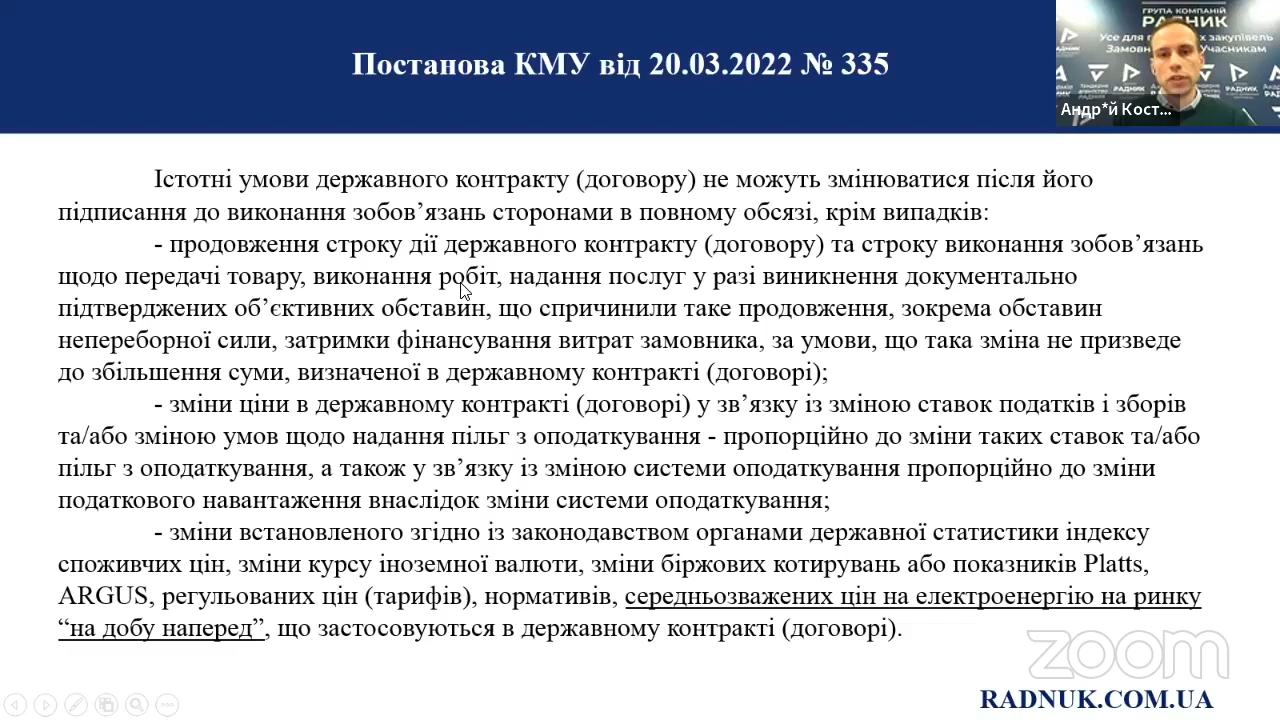 Постанова КМУ від 20.03.2022 № 335
ГРУПА КОМПАНІЙ
РАДНИК
Андр*й Кост...
Істотні умови державного контракту (договору) не можуть змінюватися після його
підписання до виконання зобов’язань сторонами в повному обсязі, крім випадків:
- продовження строку дії державного контракту (договору) та строку виконання зобов’язань
щодо передачі товару, виконання робіт, надання послуг у разі виникнення документально
підтверджених об’єктивних обставин, що спричинили таке продовження, зокрема обставин
непереборної сили, затримки фінансування витрат замовника, за умови, що така зміна не призведе
до збільшення суми, визначеної в державному контракті (договорі);
- зміни ціни в державному контракті (договорі) у зв’язку із зміною ставок податків і зборів
та/або зміною умов щодо надання пільг з оподаткування - пропорційно до зміни таких ставок та/або
пільг з оподаткування, а також у зв’язку із зміною системи оподаткування пропорційно до зміни
податкового навантаження внаслідок зміни системи оподаткування;
- зміни встановленого згідно із законодавством органами державної статистики індексу
споживчих цін, зміни курсу іноземної валюти, зміни біржових котирувань або показників Platts,
ARGUS, регульованих цін (тарифів), нормативів, середньозважених цін на електроенергію на ринку
“на добу наперед”, що застосовуються в державному контракті (договорі).
zoom
RADNUK.COM.UA